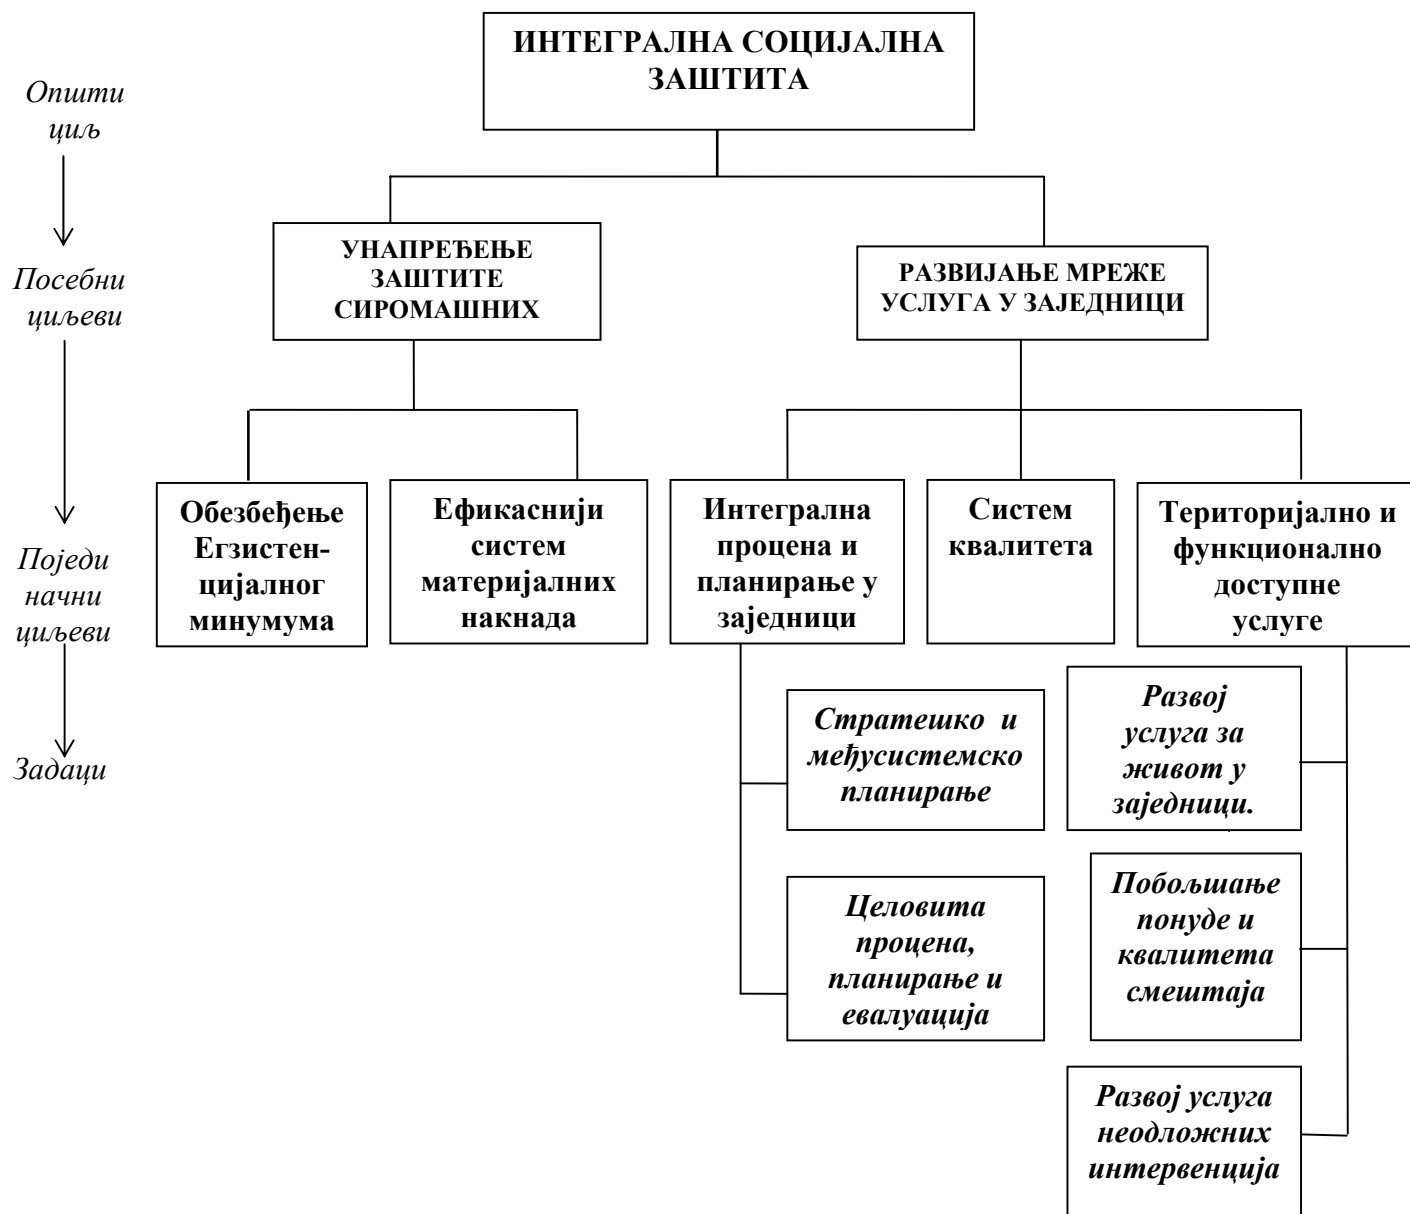 ИНТЕГРАЛНА СОЦИЈАЛНА
ЗАШТИТА
Општи
циљ
УНАПРЕЂЕЊЕ
ЗАШТИТЕ
СИРОМАШНИХ
РАЗВИЈАЊЕ МРЕЖЕ
УСЛУГА У ЗАЈЕДНИЦИ
Посебни
циљеви
Обезбеђење
Егзистен-
цијалног
минумума
Ефикаснији
систем
материјалних
накнада
Интегрална
процена и
планирање у
заједници
Систем
квалитета
Територијално и
функционално
доступне
услуге
Поједи
начни
циљеви
Стратешко и
међусистемско
планирање
Развој
услуга за
живот у
заједници.
Задаци
Целовита
процена,
планирање и
евалуација
Побољшање
понуде и
квалитета
смештаја
Развој услуга
неодложних
интервенција